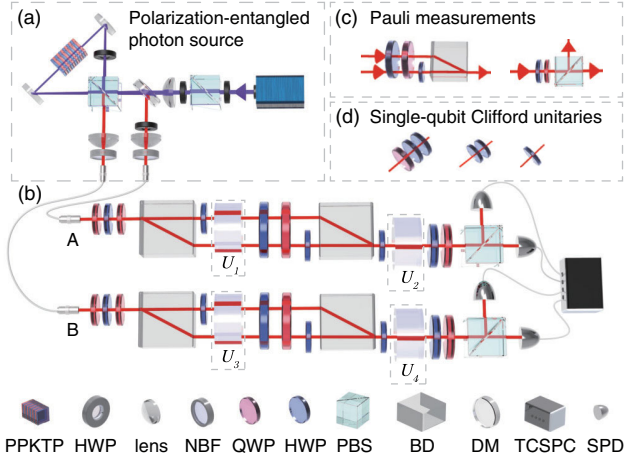 (a)
Polarization-entangled
photon source
(c)
Pauli measurements
(d)
Single-qubit Clifford unitaries
(b)
A
U1
U2
B
U3
U4
PPKTP HWP lens NBF QWP HWP PBS BD DM TCSPC SPD